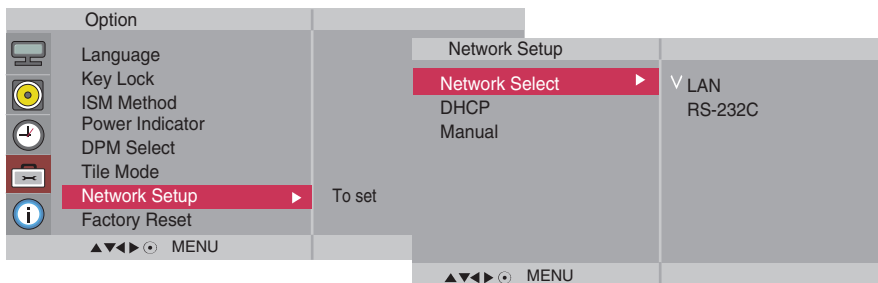 Option
Language
Key Lock
ISM Method
Power Indicator
DPM Select
Tile Mode
Network Setup To set
Factory Reset
MENU
Network Setup
Network Select LAN
DHCP RS-232C
Manual
MENU